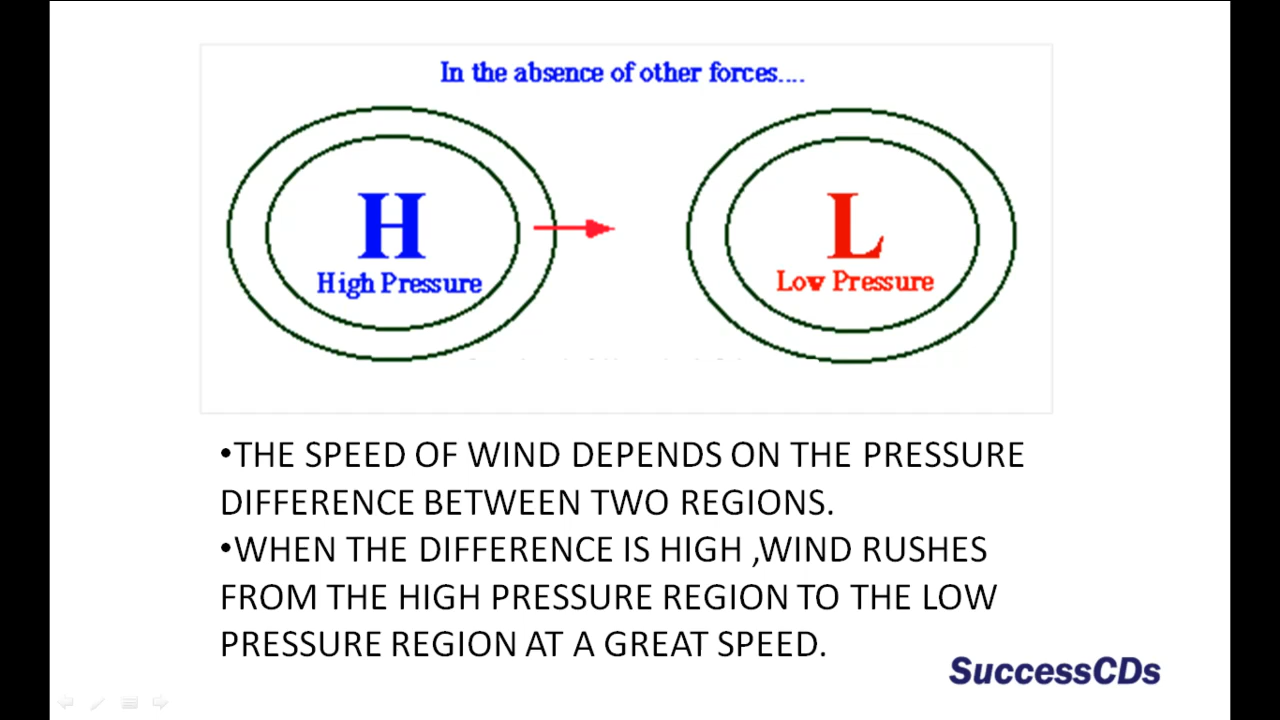 In the absence of other forces....
H
High Pressure
L
Low Pressure
•THE SPEED OF WIND DEPENDS ON THE PRESSURE
DIFFERENCE BETWEEN TWO REGIONS.
•WHEN THE DIFFERENCE IS HIGH ,WIND RUSHES
FROM THE HIGH PRESSURE REGION TO THE LOW
PRESSURE REGION AT A GREAT SPEED.
SuccessCDs